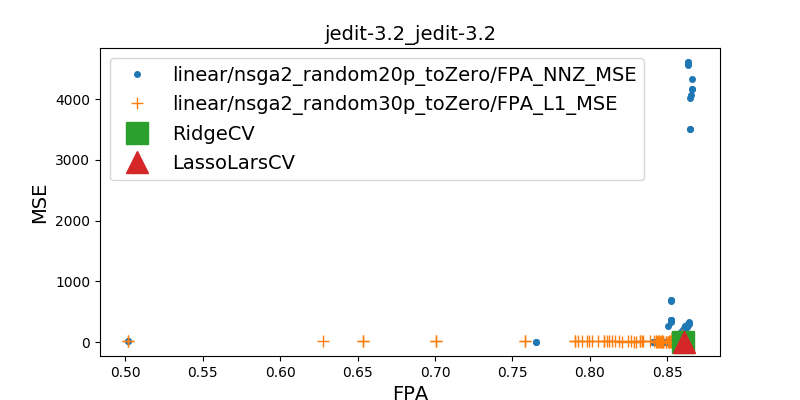 jedit-3.2_jedit-3.2
linear/nsga2_random20p_toZero/FPA_NNZ_MSE
linear/nsga2_random30p_toZero/FPA_L1_MSE
RidgeCV
LassoLarsCV
MSE
4000
3000
2000
1000
0
0.50 0.55 0.60 0.65 0.70 0.75 0.80 0.85
FPA